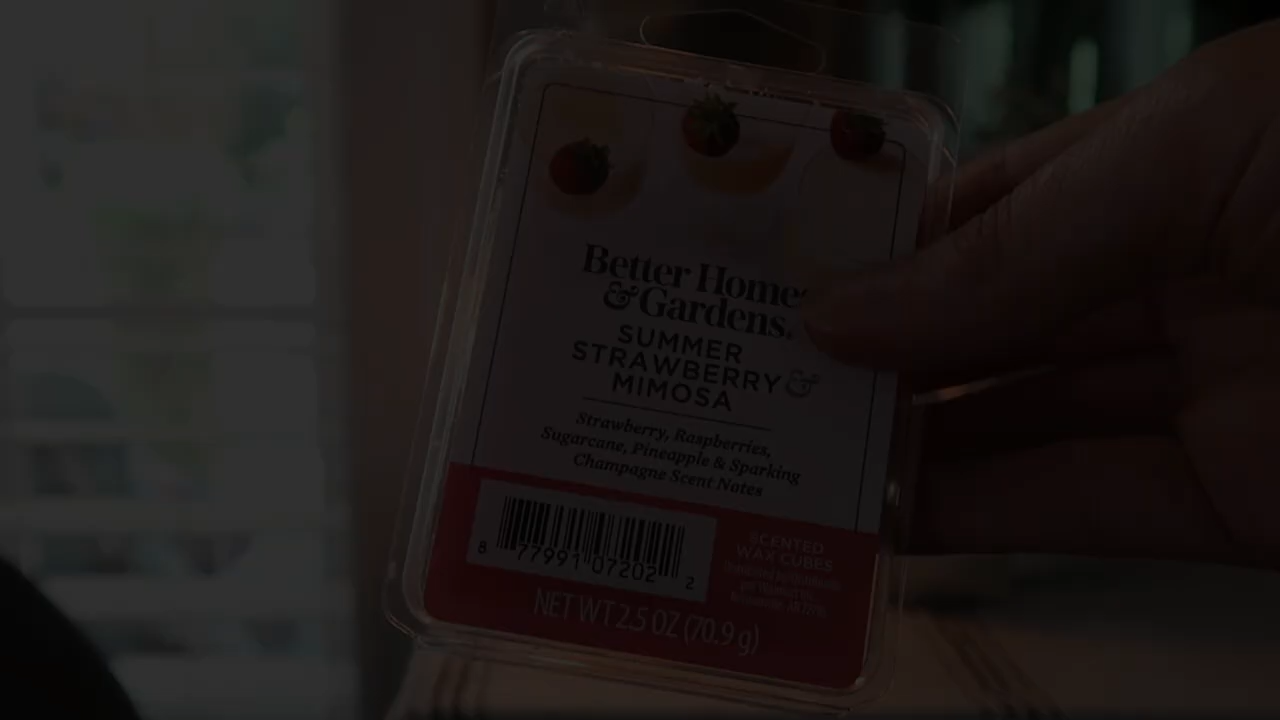 Better Homes
& Gardens.
SUMMER
STRAWBERRY &
MIMOSA
Strawberry, Raspberries,
Sugarcane, Pineapple & Sparking
Champagne Scent Notes
8 77991 07202 2
SCENTED
WAX CUBES
NET WT 2.5 OZ (70.9 g)